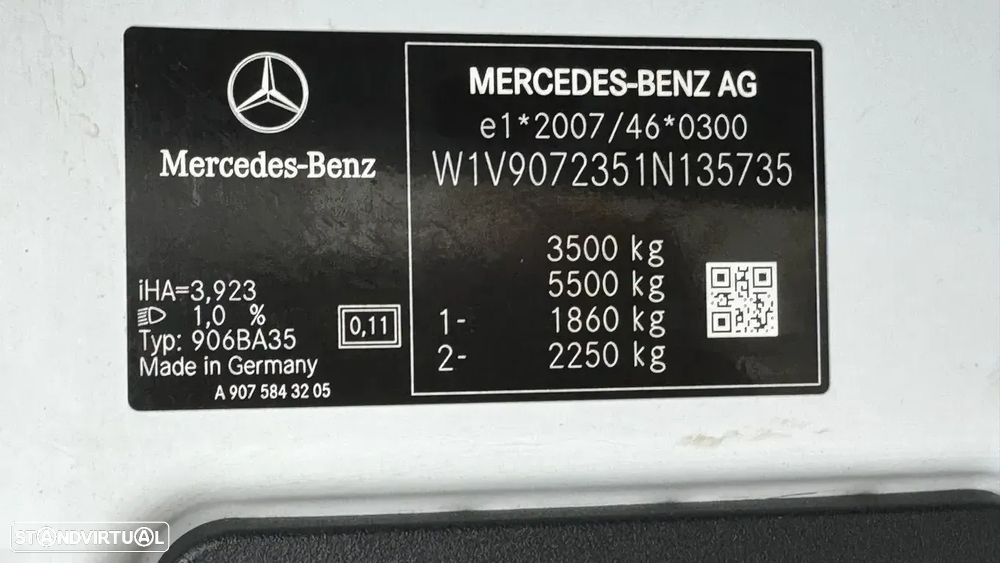 Mercedes-Benz
iHA=3,923
1,0 %
Typ: 906BA35
Made in Germany
A 907 584 32 05
0,11
MERCEDES-BENZ AG
e1*2007/46*0300
W1V9072351N135735
3500 kg
5500 kg
1- 1860 kg
2- 2250 kg
STANDVIRTUAL